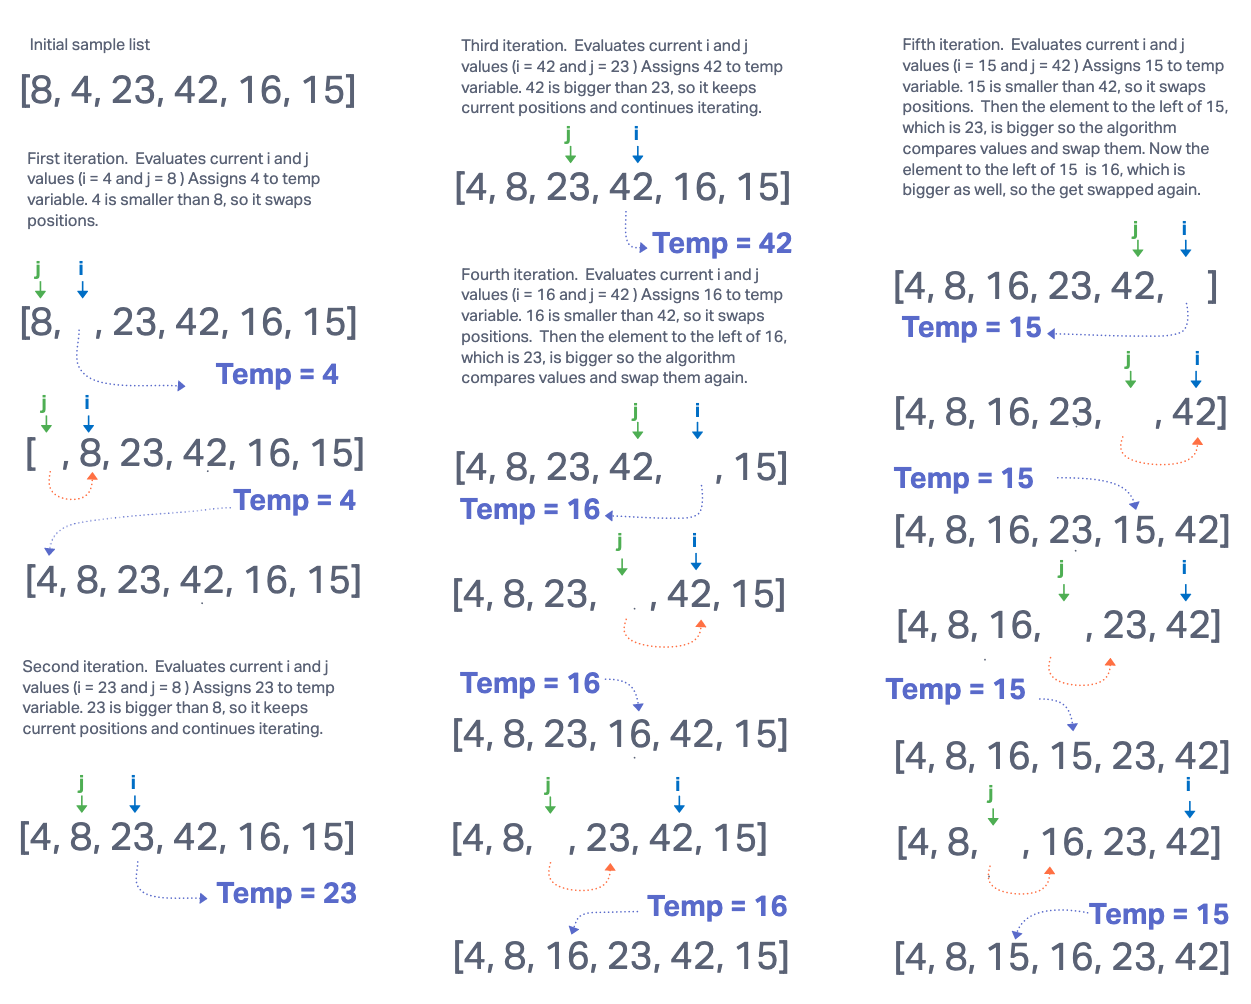 Initial sample list
[8, 4, 23, 42, 16, 15]
First iteration.  Evaluates current i and j
values (i = 4 and j = 8 ) Assigns 4 to temp
variable. 4 is smaller than 8, so it swaps
positions.
j i
[8, , 23, 42, 16, 15]
Temp = 4
j i
[ , 8, 23, 42, 16, 15]
Temp = 4
[4, 8, 23, 42, 16, 15]
Second iteration.  Evaluates current i and j
values (i = 23 and j = 8 ) Assigns 23 to temp
variable. 23 is bigger than 8, so it keeps
current positions and continues iterating.
j i
[4, 8, 23, 42, 16, 15]
Temp = 23
Third iteration.  Evaluates current i and j
values (i = 42 and j = 23 ) Assigns 42 to temp
variable. 42 is bigger than 23, so it keeps
current positions and continues iterating.
j i
[4, 8, 23, 42, 16, 15]
Temp = 42
Fourth iteration.  Evaluates current i and j
values (i = 16 and j = 42 ) Assigns 16 to temp
variable. 16 is smaller than 42, so it swaps
positions.  Then the element to the left of 16,
which is 23, is bigger so the algorithm
compares values and swap them again.
j i
[4, 8, 23, 42, , 15]
Temp = 16
j i
[4, 8, 23, , 42, 15]
Temp = 16
[4, 8, 23, 16, 42, 15]
j i
[4, 8, , 23, 42, 15]
Temp = 16
[4, 8, 16, 23, 42, 15]
Fifth iteration.  Evaluates current i and j
values (i = 15 and j = 42 ) Assigns 15 to temp
variable. 15 is smaller than 42, so it swaps
positions.  Then the element to the left of 15,
which is 23, is bigger so the algorithm
compares values and swap them. Now the
element to the left of 15  is 16, which is
bigger as well, so the get swapped again.
j i
[4, 8, 16, 23, 42, ]
Temp = 15
j i
[4, 8, 16, 23, , 42]
Temp = 15
[4, 8, 16, 23, 15, 42]
j i
[4, 8, 16, , 23, 42]
Temp = 15
[4, 8, 16, 15, 23, 42]
j i
[4, 8, , 16, 23, 42]
Temp = 15
[4, 8, 15, 16, 23, 42]